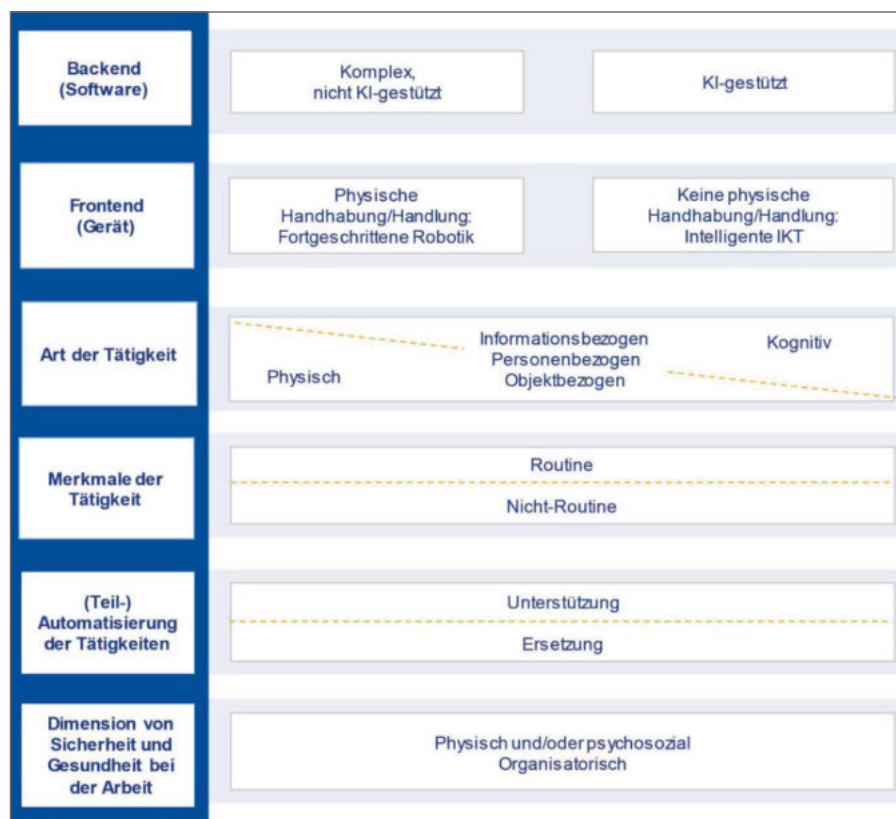 Backend
(Software)
Komplex,
nicht KI-gestützt
KI-gestützt
Frontend
(Gerät)
Physische
Handhabung/Handlung:
Fortgeschrittene Robotik
Keine physische
Handhabung/Handlung:
Intelligente IKT
Art der Tätigkeit
Physisch
Informationsbezogen
Personenbezogen
Objektbezogen
Kognitiv
Merkmale der
Tätigkeit
Routine
Nicht-Routine
(Teil-)
Automatisierung
der Tätigkeiten
Unterstützung
Ersetzung
Dimension von
Sicherheit und
Gesundheit bei
der Arbeit
Physisch und/oder psychosozial
Organisatorisch